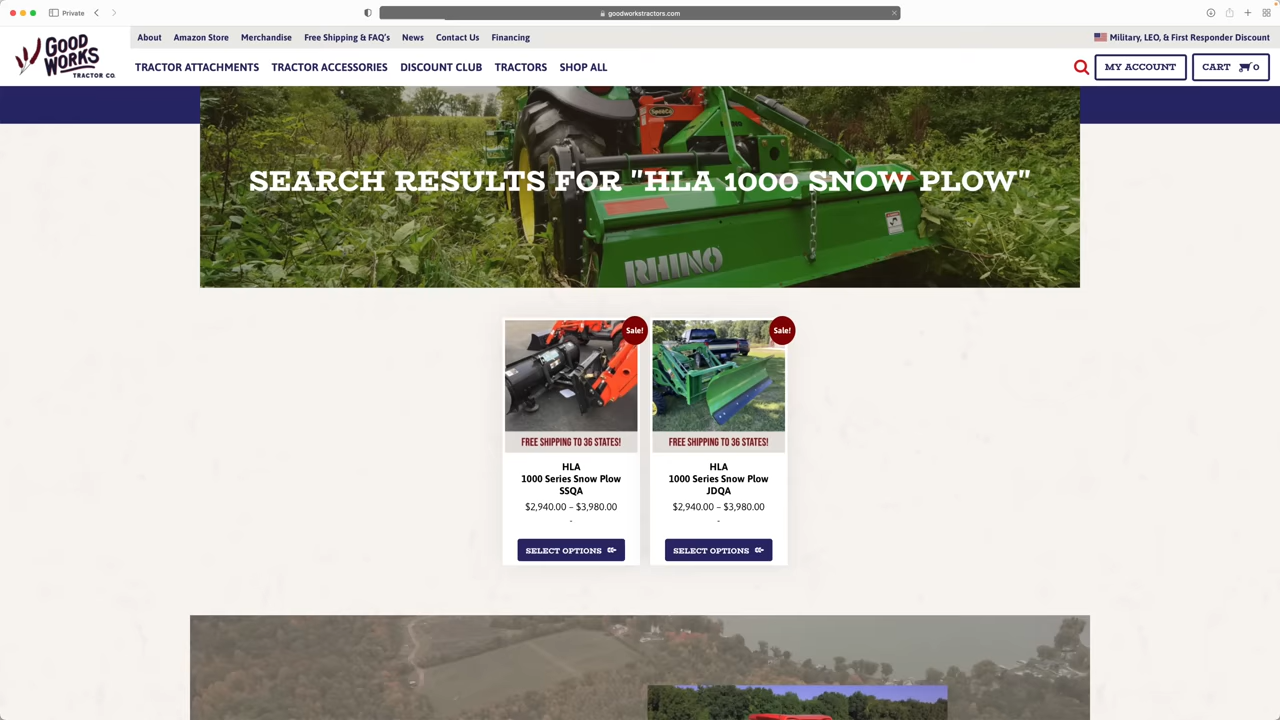 Private
goodworkstractors.com
GOOD
WORKS
TRACTOR CO.
About Amazon Store Merchandise Free Shipping & FAQ's News Contact Us Financing
Military, LEO, & First Responder Discount
TRACTOR ATTACHMENTS TRACTOR ACCESSORIES DISCOUNT CLUB TRACTORS SHOP ALL
MY ACCOUNT
CART 0
SEARCH RESULTS FOR "HLA 1000 SNOW PLOW"
RHINO
Sale!
FREE SHIPPING TO 36 STATES!
HLA
1000 Series Snow Plow
SSQA
$2,940.00 – $3,980.00
-
SELECT OPTIONS
Sale!
FREE SHIPPING TO 36 STATES!
HLA
1000 Series Snow Plow
JDQA
$2,940.00 – $3,980.00
-
SELECT OPTIONS